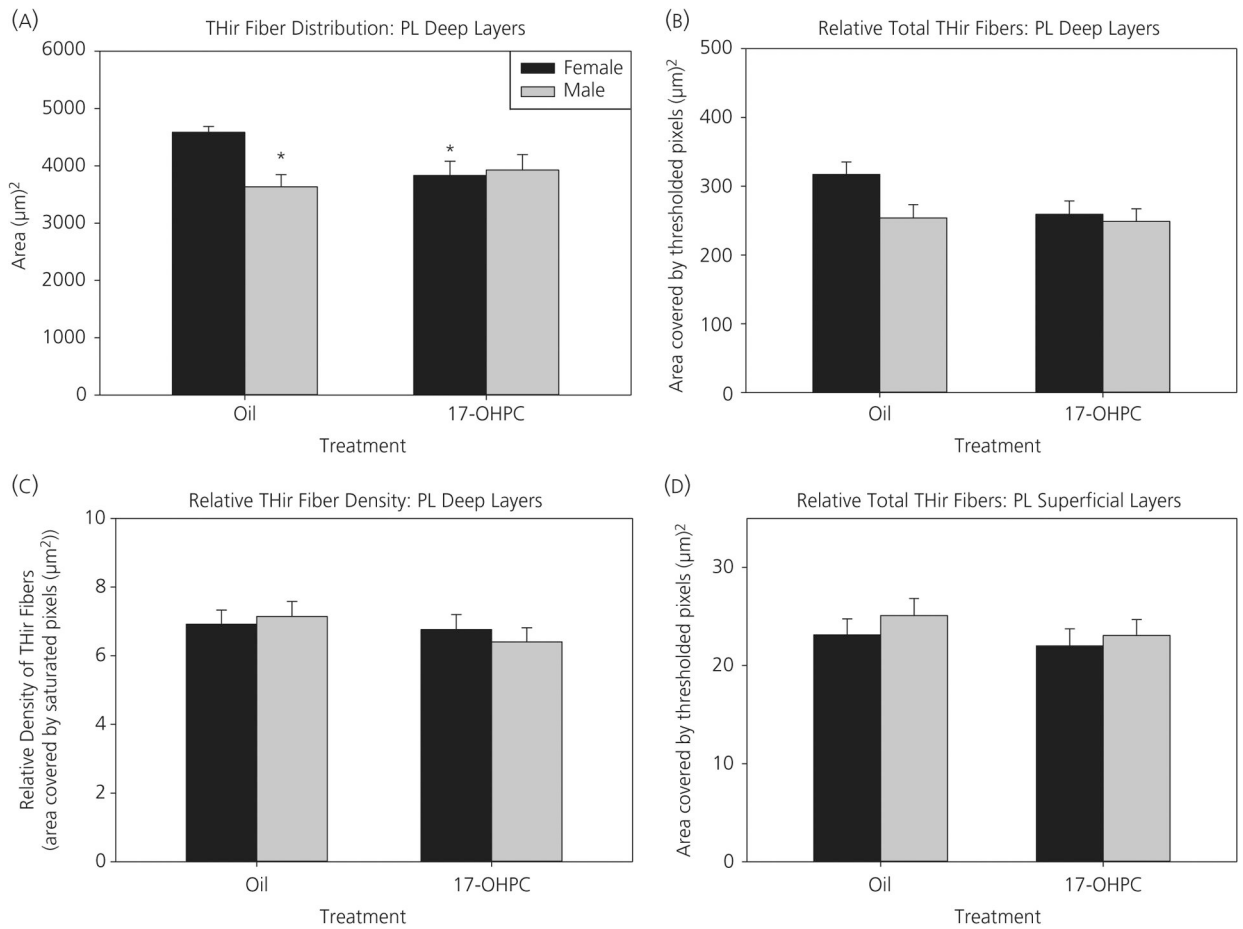 (A)
THir Fiber Distribution: PL Deep Layers
6000
5000
4000
3000
2000
1000
0
Area (µm)²
Female
Male
*
*
Oil
17-OHPC
Treatment
(B)
Relative Total THir Fibers: PL Deep Layers
500
400
300
200
100
0
Area covered by thresholded pixels (µm)²
Oil
17-OHPC
Treatment
(C)
Relative THir Fiber Density: PL Deep Layers
10
8
6
4
2
0
Relative Density of THir Fibers
(area covered by saturated pixels (µm²))
Oil
17-OHPC
Treatment
(D)
Relative Total THir Fibers: PL Superficial Layers
30
20
10
0
Area covered by thresholded pixels (µm)²
Oil
17-OHPC
Treatment